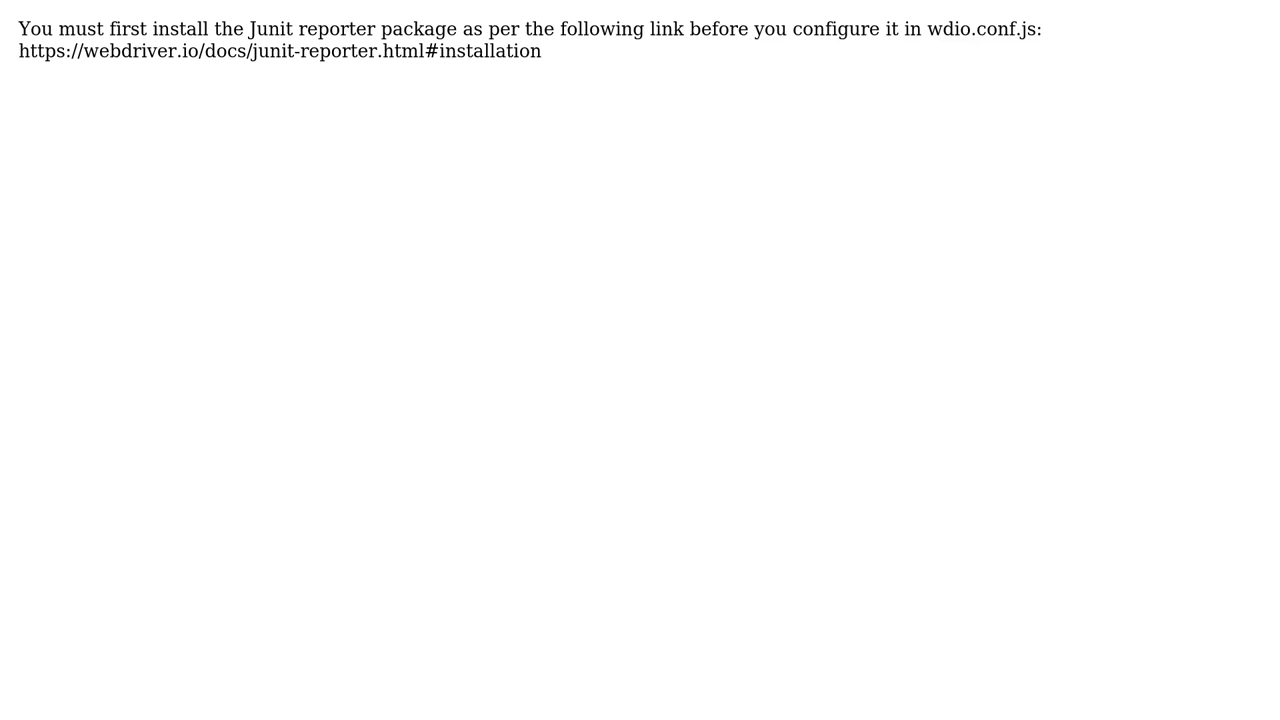 You must first install the Junit reporter package as per the following link before you configure it in wdio.conf.js:
https://webdriver.io/docs/junit-reporter.html#installation